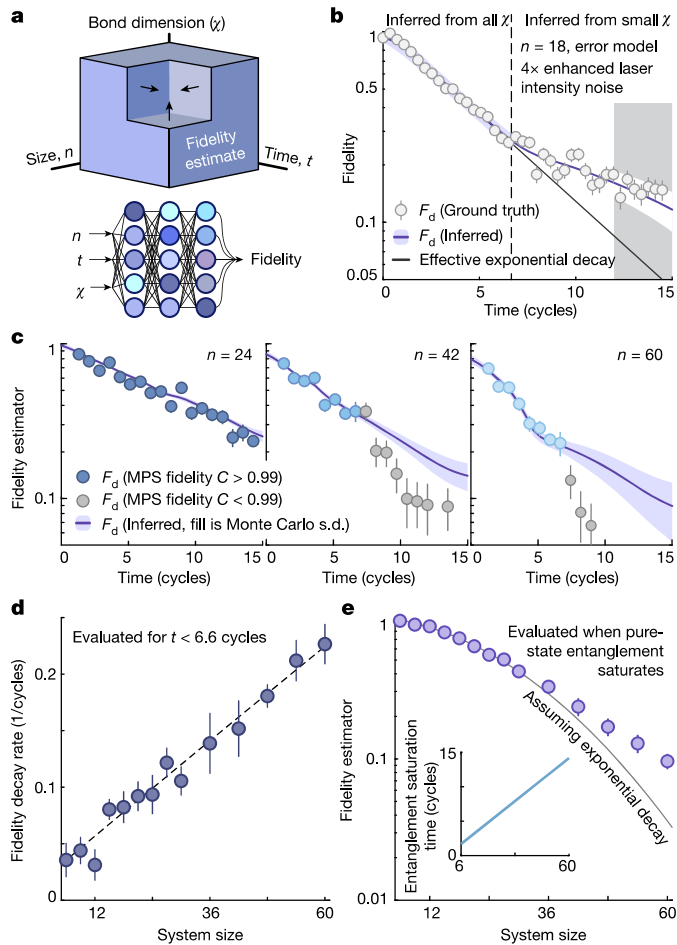 a
Bond dimension (χ)
Fidelity estimate
Size, n
Time, t
n
t
χ
Fidelity
b
Inferred from all χ
Inferred from small χ
n = 18, error model
4× enhanced laser
intensity noise
1
0.5
0.1
0.05
Fidelity
F_d (Ground truth)
F_d (Inferred)
Effective exponential decay
0 5 10 15
Time (cycles)
c
n = 24
n = 42
n = 60
1
0.1
Fidelity estimator
F_d (MPS fidelity C > 0.99)
F_d (MPS fidelity C < 0.99)
F_d (Inferred, fill is Monte Carlo s.d.)
0 5 10 15
0 5 10 15
0 5 10 15
Time (cycles)
Time (cycles)
Time (cycles)
d
Evaluated for t < 6.6 cycles
0.2
0.1
0
Fidelity decay rate (1/cycles)
12 36 60
System size
e
Evaluated when pure-
state entanglement
saturates
Assuming exponential
decay
1
0.1
0.01
Fidelity estimator
Entanglement saturation
time (cycles)
15
0
6 60
12 36 60
System size